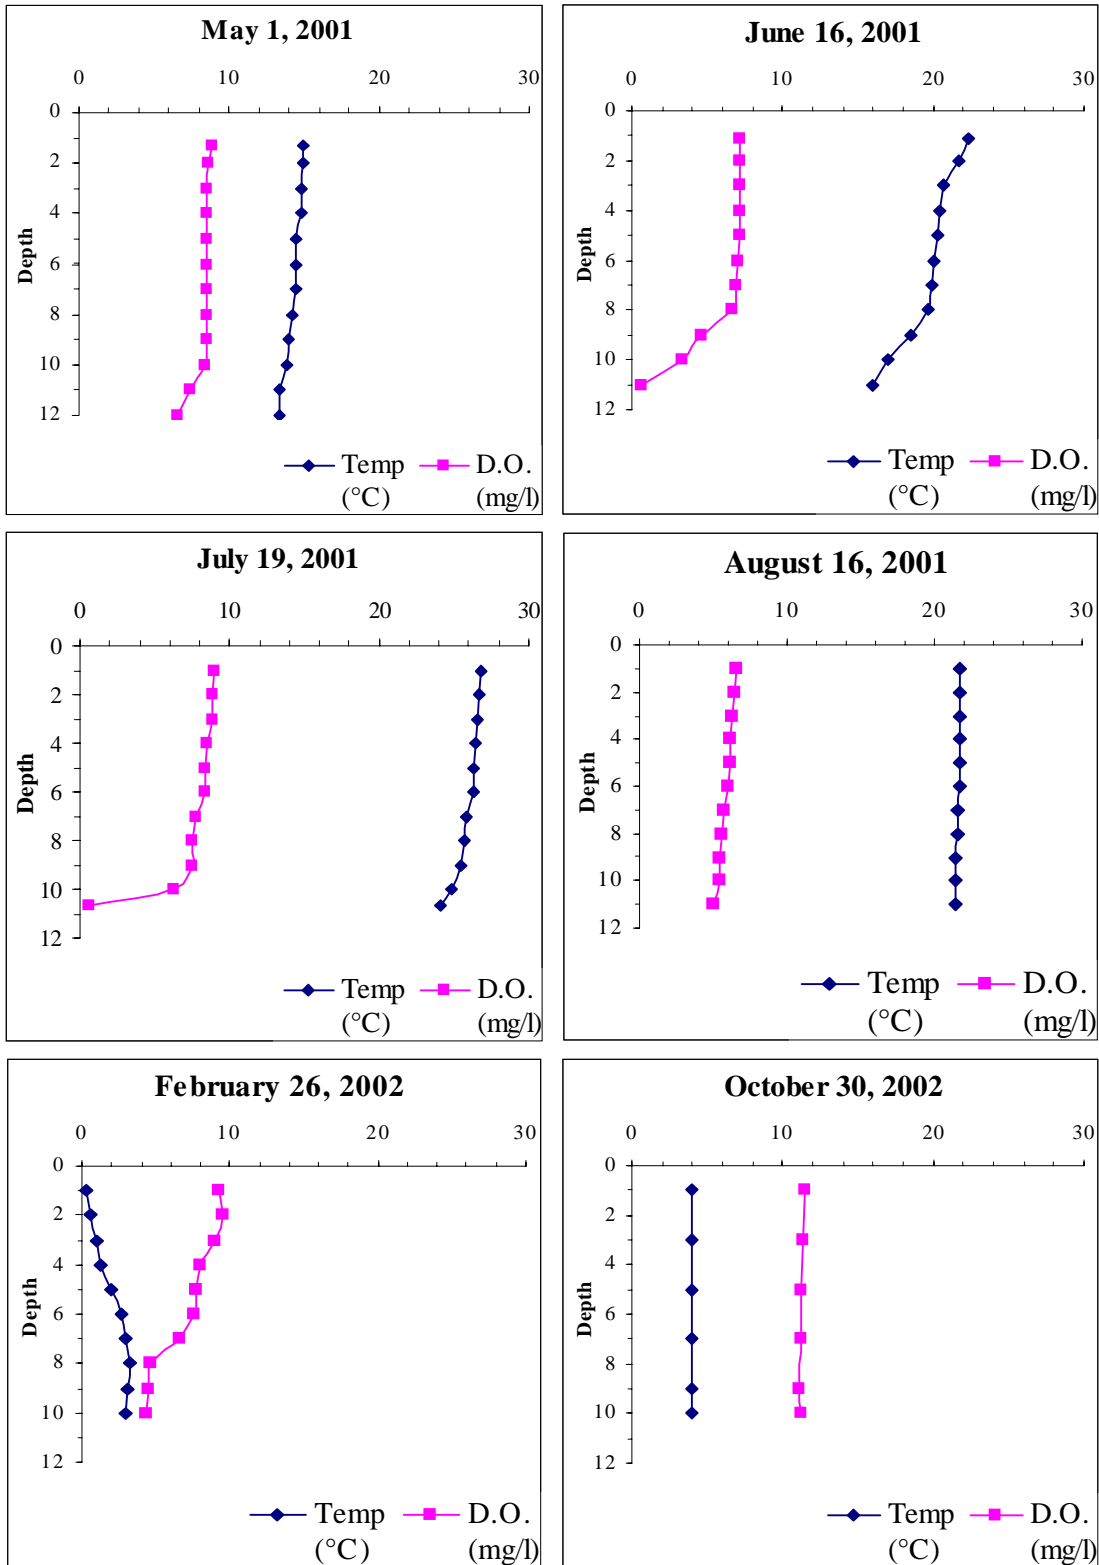 May 1, 2001
0 10 20 30
0
2
4
6
8
10
12
Depth
Temp (°C)
D.O. (mg/l)
June 16, 2001
0 10 20 30
0
2
4
6
8
10
12
Depth
Temp (°C)
D.O. (mg/l)
July 19, 2001
0 10 20 30
0
2
4
6
8
10
12
Depth
Temp (°C)
D.O. (mg/l)
August 16, 2001
0 10 20 30
0
2
4
6
8
10
12
Depth
Temp (°C)
D.O. (mg/l)
February 26, 2002
0 10 20 30
0
2
4
6
8
10
12
Depth
Temp (°C)
D.O. (mg/l)
October 30, 2002
0 10 20 30
0
2
4
6
8
10
12
Depth
Temp (°C)
D.O. (mg/l)